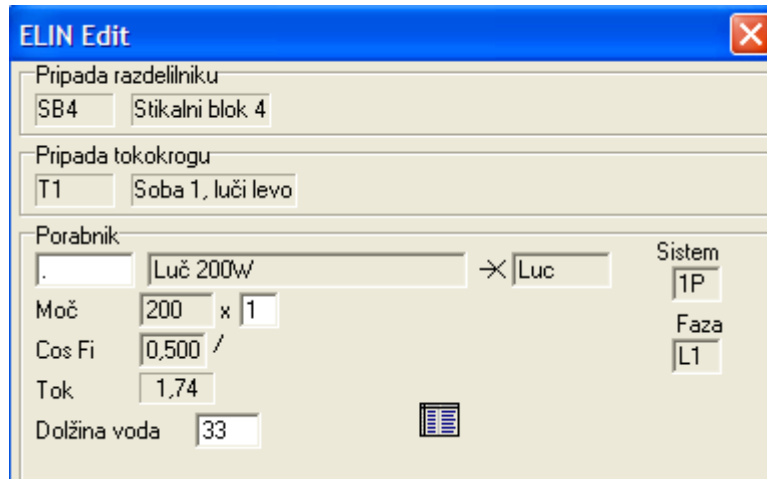 ELIN Edit
Pripada razdelilniku
SB4 Stikalni blok 4
Pripada tokokrogu
T1 Soba 1, luči levo
Porabnik
. Luč 200W Luc
Sistem
1P
Moč 200 x 1
Faza
L1
Cos Fi 0,500 /
Tok 1,74
Dolžina voda 33